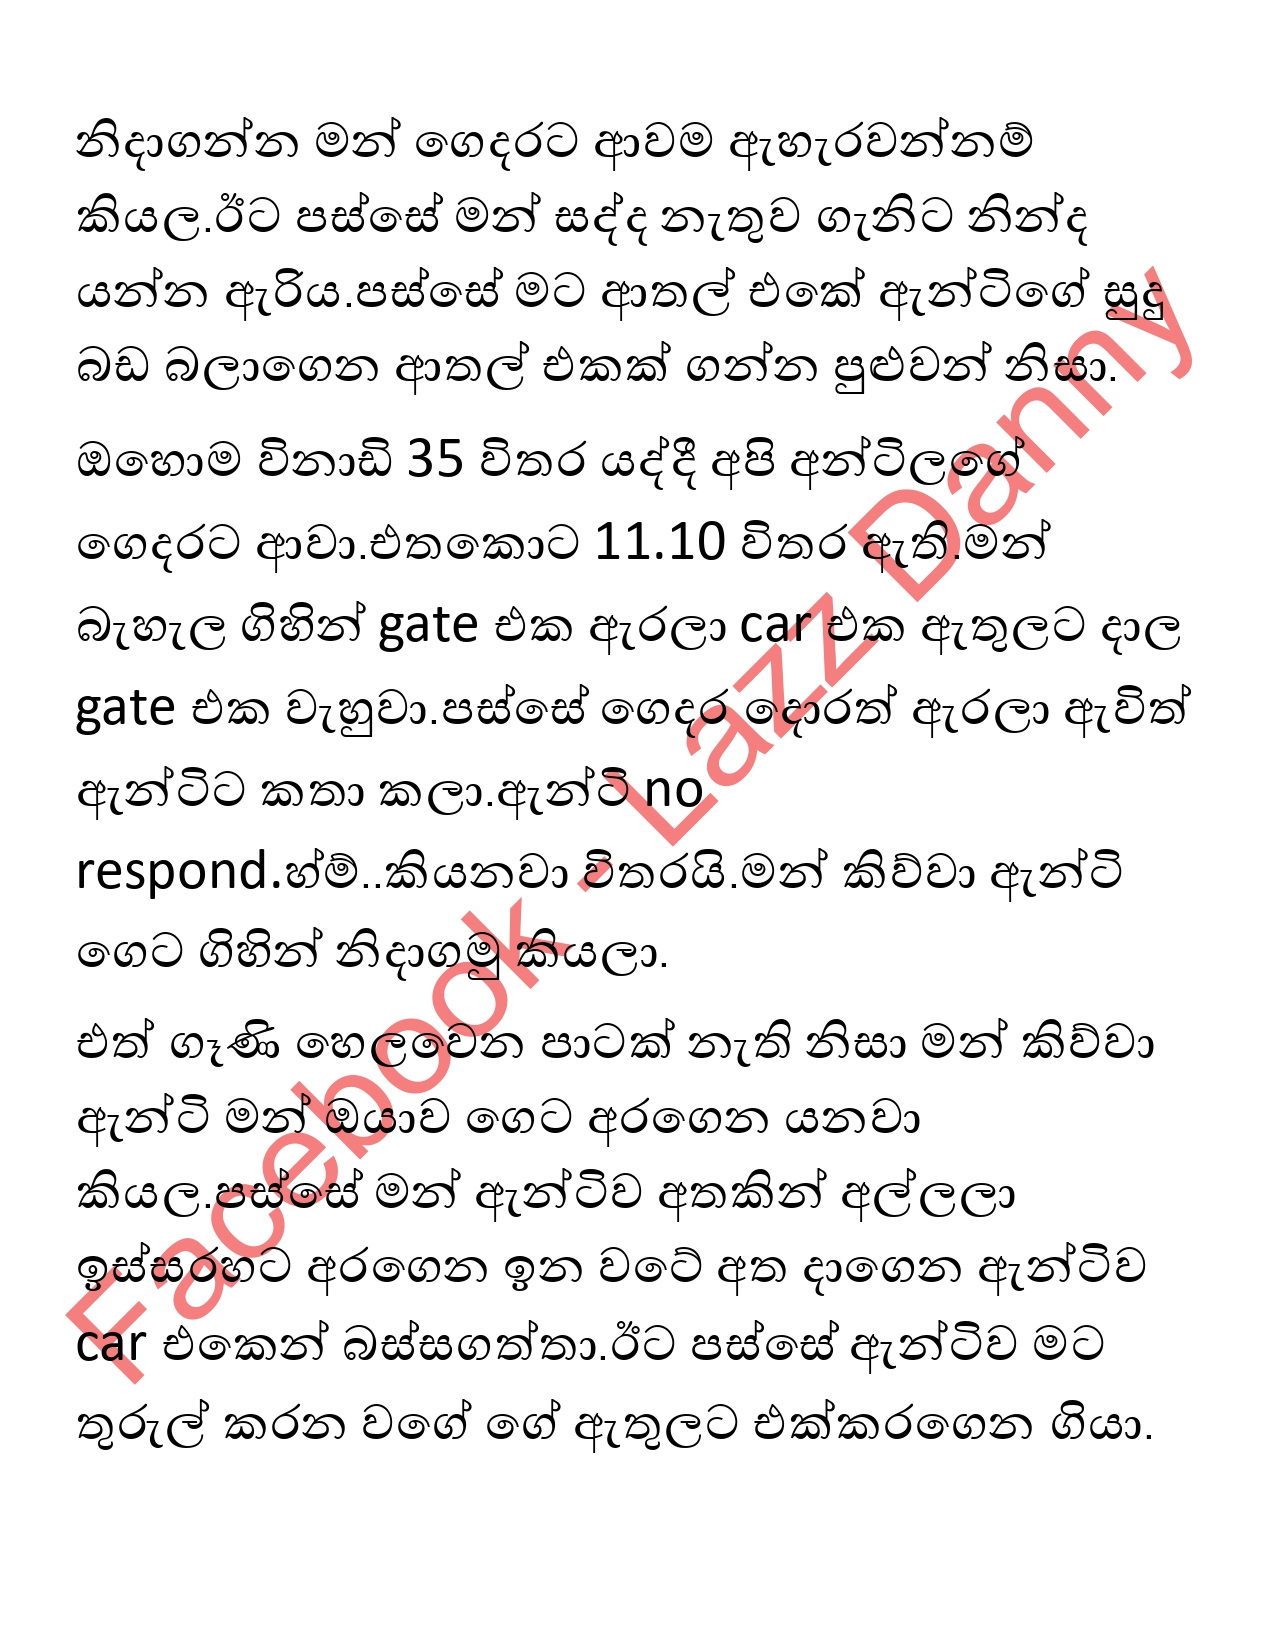 නිදාගන්න මන් ගෙදරට ආවම ඇහැරවන්නම්
කියල.ඊට පස්සේ මන් සද්ද නැතුව ගැනිට නින්ද
යන්න ඇරිය.පස්සේ මට ආතල් එකේ ඇන්ටිගේ සුදු
බඩ බලාගෙන ආතල් එකක් ගන්න පුළුවන් නිසා.
ඔහොම විනාඩි 35 විතර යද්දී අපි අන්ටිලගේ
ගෙදරට ආවා.එතකොට 11.10 විතර ඇති.මන්
බැහැල ගිහින් gate එක ඇරලා car එක ඇතුලට දාල
gate එක වැහුවා.පස්සේ ගෙදර දොරත් ඇරලා ඇවිත්
ඇන්ටිට කතා කලා.ඇන්ටි no
respond.හ්ම්..කියනවා විතරයි.මන් කිව්වා ඇන්ටි
ගෙට ගිහින් නිදාගමු කියලා.
එත් ගෑණි හෙලවෙන පාටක් නැති නිසා මන් කිව්වා
ඇන්ටි මන් ඔයාව ගෙට අරගෙන යනවා
කියල.පස්සේ මන් ඇන්ටිව අතකින් අල්ලලා
ඉස්සරහට අරගෙන ඉන වටේ අත දාගෙන ඇන්ටිව
car එකෙන් බස්සගත්තා.ඊට පස්සේ ඇන්ටිව මට
තුරුල් කරන වගේ ගේ ඇතුලට එක්කරගෙන ගියා.
Facebook - Lazz Danny